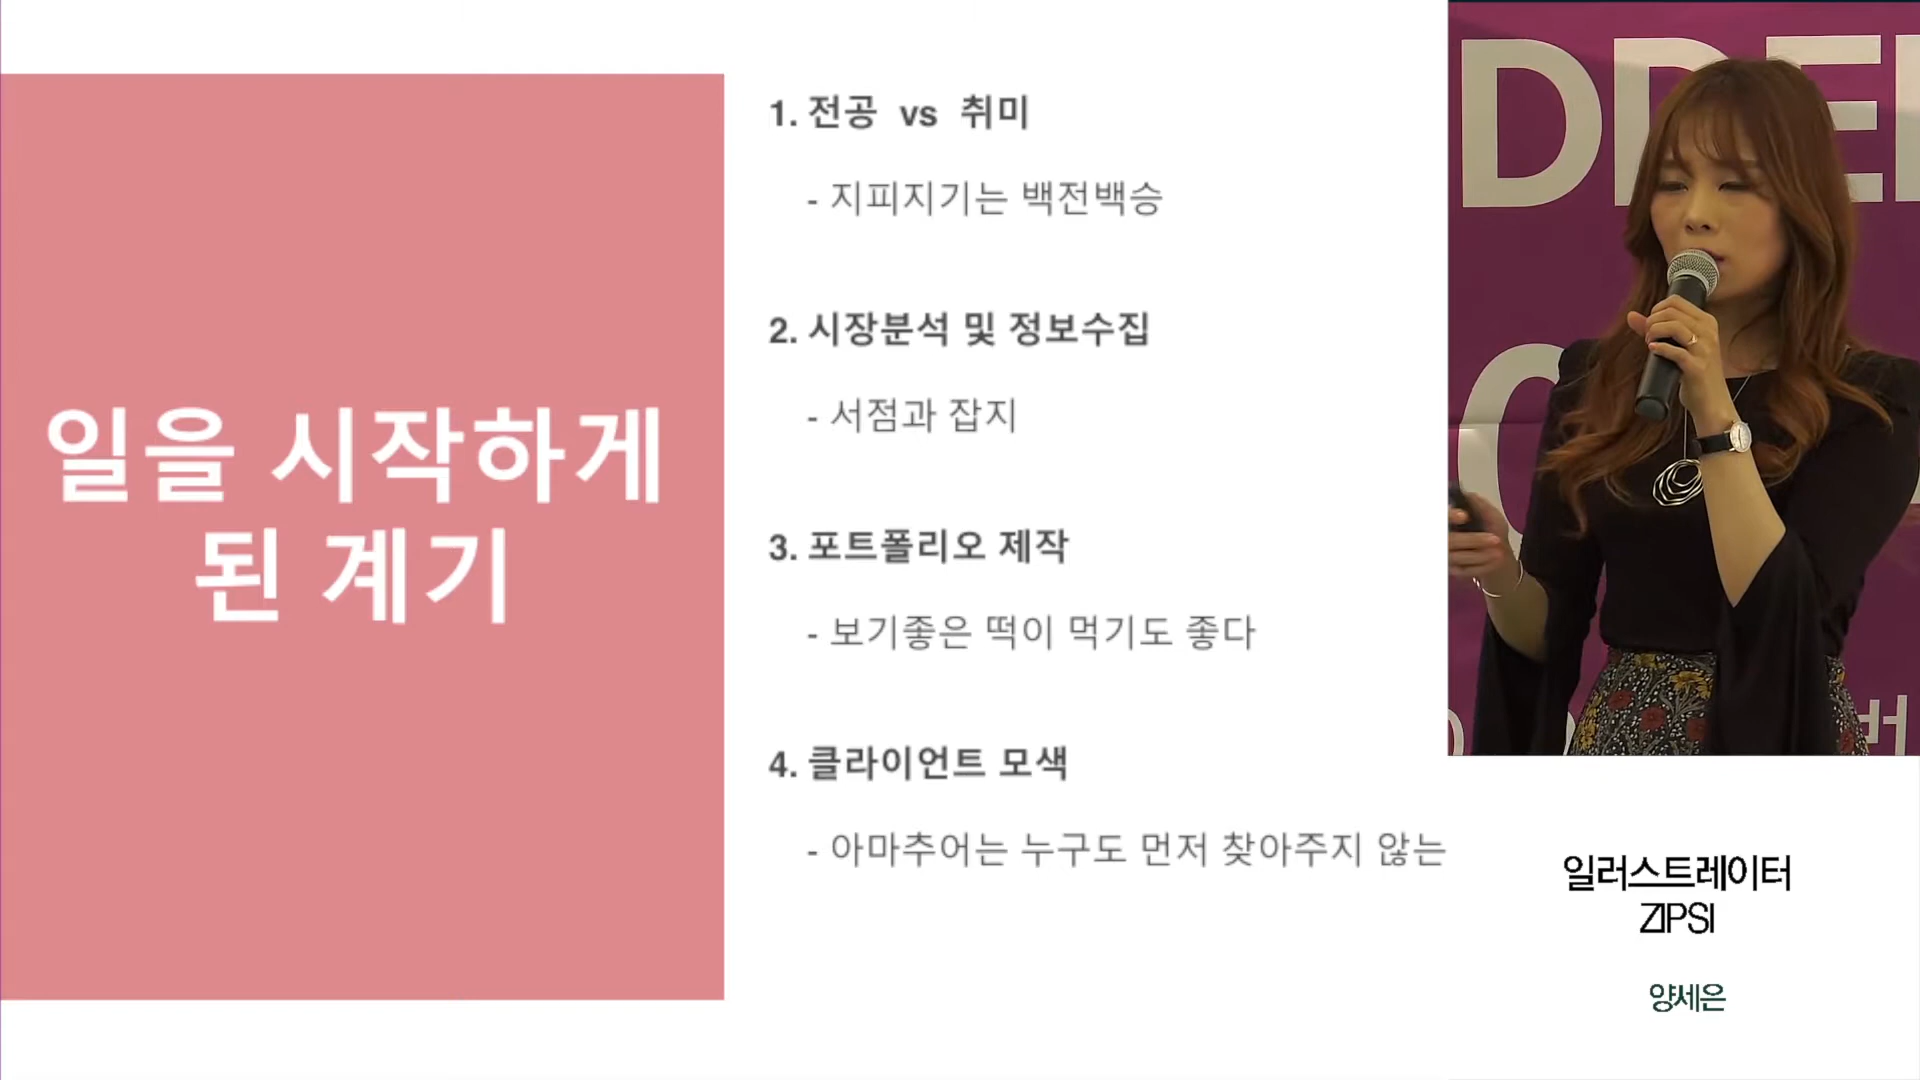 일을 시작하게
된 계기
1. 전공 vs 취미
- 지피지기는 백전백승
2. 시장분석 및 정보수집
- 서점과 잡지
3. 포트폴리오 제작
- 보기좋은 떡이 먹기도 좋다
4. 클라이언트 모색
- 아마추어는 누구도 먼저 찾아주지 않는
일러스트레이터
ZIPSI
양세은